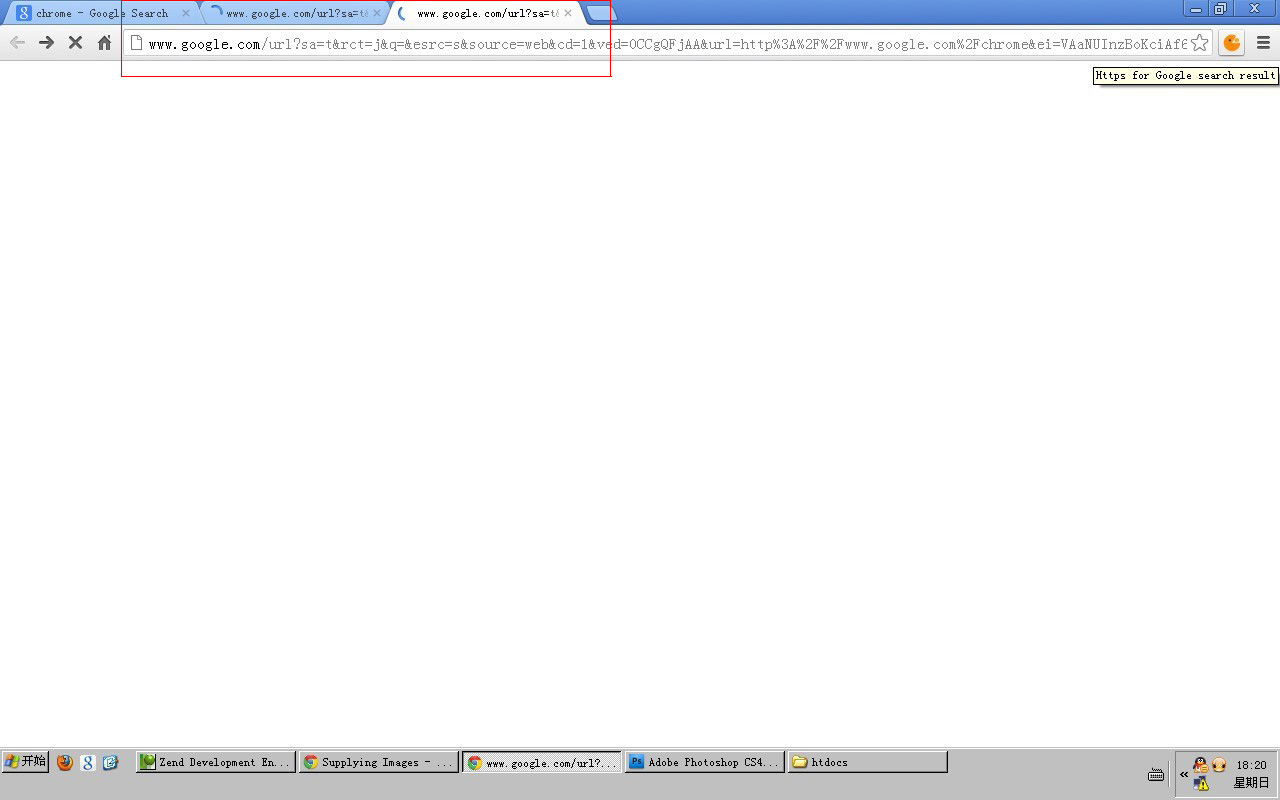 chrome - Google Search
www.google.com/url?sa=t&
www.google.com/url?sa=t&
www.google.com/url?sa=t&rct=j&q=&esrc=s&source=web&cd=1&ved=0CCgQFjAA&url=http%3A%2F%2Fwww.google.com%2Fchrome&ei=VAaNUInzBoKciAf6
Https for Google search result
开始
Zend Development En...
Supplying Images - ...
www.google.com/url?...
Adobe Photoshop CS4...
htdocs
18:20
星期日